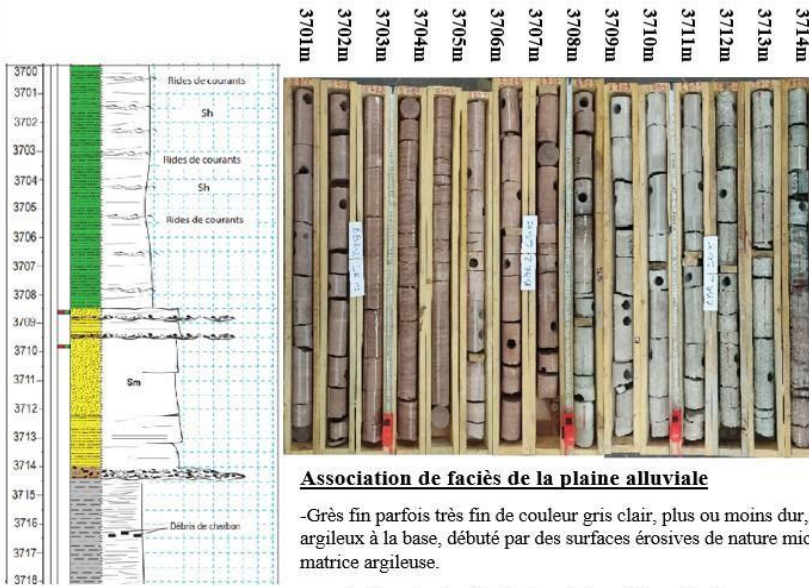 3701m 3702m 3703m 3704m 3705m 3706m 3707m 3708m 3709m 3710m 3711m 3712m 3713m 3714m
3700
Rides de courants
3701
Sh
3702
3703
Rides de courants
3704
Sh
3705
Rides de courants
3706
3707
3708
3709
3710
3711
Sm
3712
3713
3714
3715
3716
Débris de charbon
3717
3718
Association de faciès de la plaine alluviale
-Grès fin parfois très fin de couleur gris clair, plus ou moins dur,
argileux à la base, débuté par des surfaces érosives de nature mic
matrice argileuse.